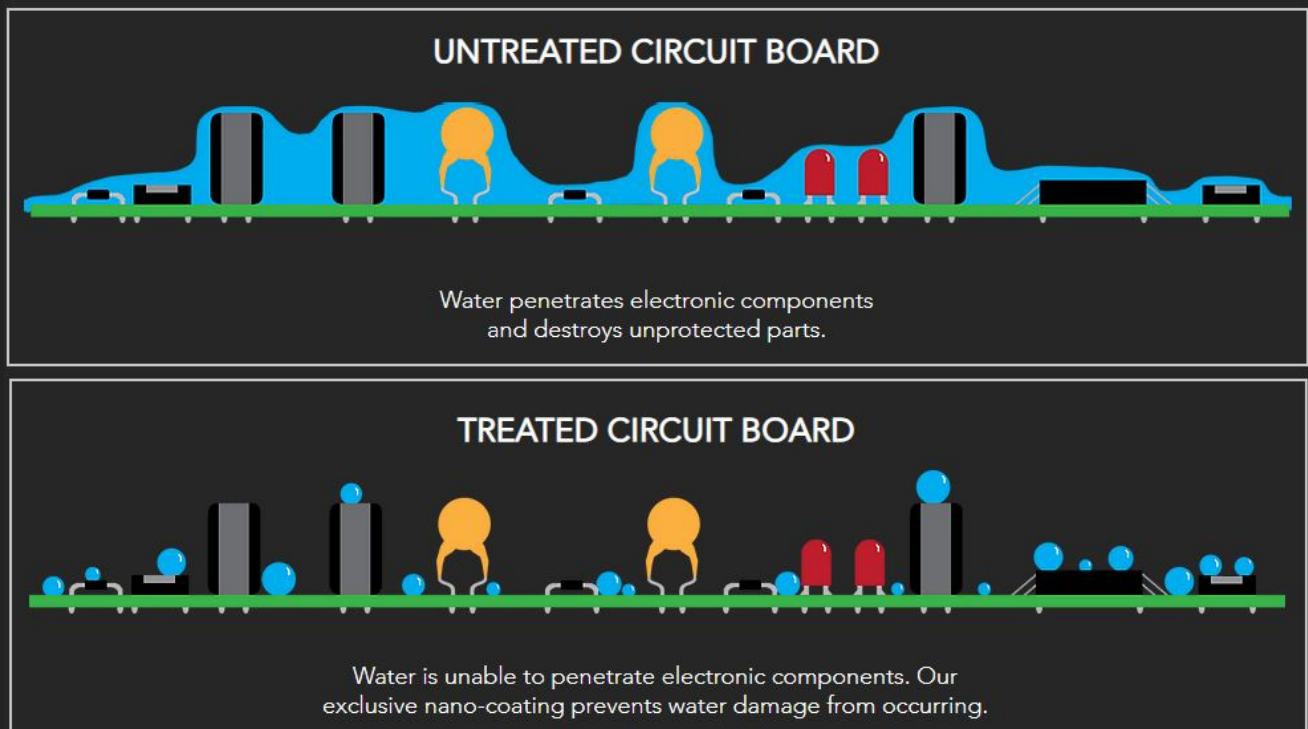 UNTREATED CIRCUIT BOARD
Water penetrates electronic components
and destroys unprotected parts.
TREATED CIRCUIT BOARD
Water is unable to penetrate electronic components. Our
exclusive nano-coating prevents water damage from occurring.